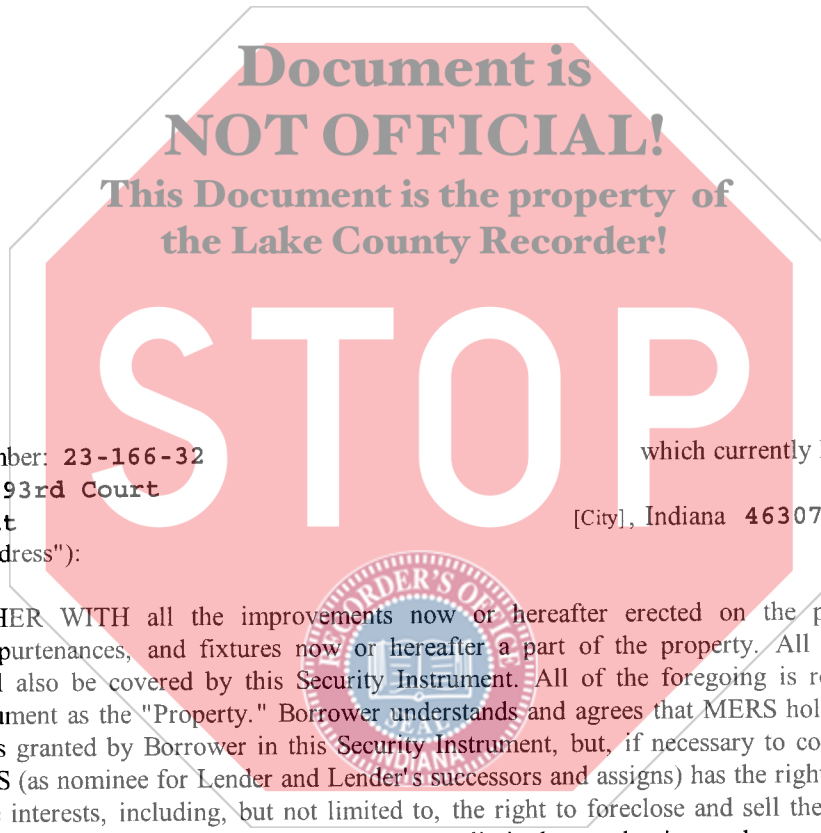 Document is
NOT OFFICIAL!
This Document is the property of
the Lake County Recorder!
STOP
nber: 23-166-32 which currently
93rd Court
[City], Indiana 46307
dress"):
HER WITH all the improvements now or hereafter erected on the p
purtenances, and fixtures now or hereafter a part of the property. All
l also be covered by this Security Instrument. All of the foregoing is re
ument as the "Property." Borrower understands and agrees that MERS hol
s granted by Borrower in this Security Instrument, but, if necessary to co
S (as nominee for Lender and Lender's successors and assigns) has the right
e interests, including, but not limited to, the right to foreclose and sell the
RECORDER'S OFFICE
SEAL
INDIANA